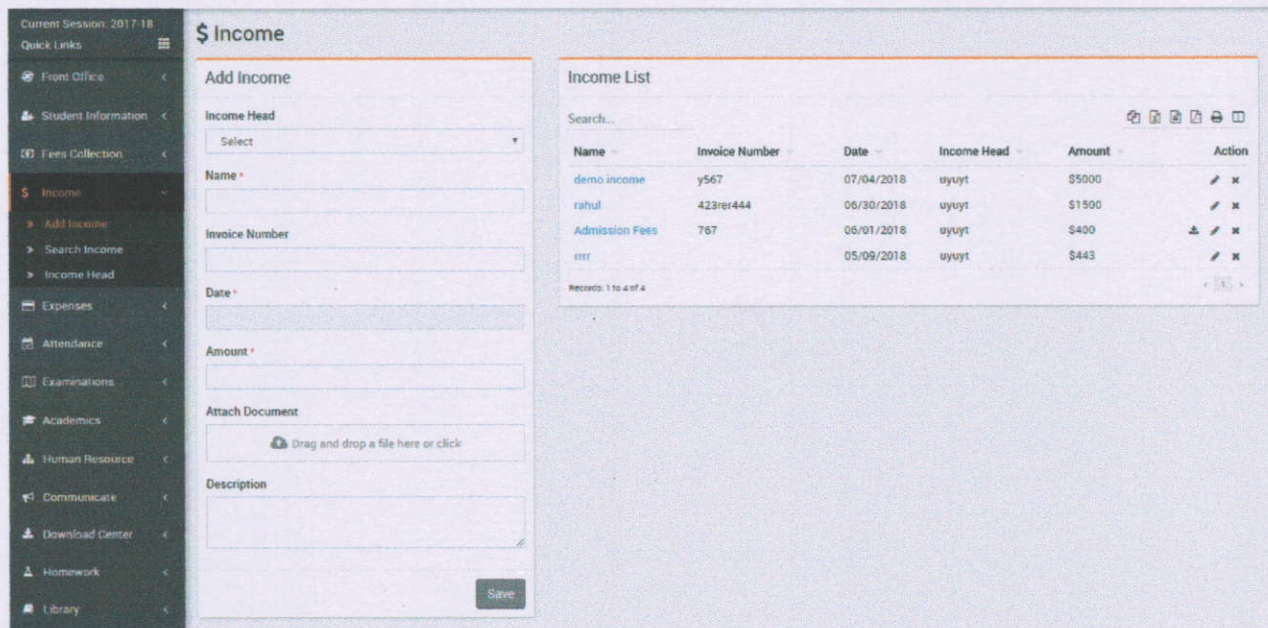 Current Session: 2017-18
Quick Links
Front Office
Student Information
Fees Collection
$ Income
Add Income
Search Income
Income Head
Expenses
Attendance
Examinations
Academics
Human Resource
Communicate
Download Center
Homework
Library
$ Income
Add Income
Income Head
Select
Name *
Invoice Number
Date *
Amount *
Attach Document
Drag and drop a file here or click
Description
Save
Income List
Search...
Name Invoice Number Date Income Head Amount Action
demo income y567 07/04/2018 uyuyt $5000
rahul 423rer444 06/30/2018 uyuyt $1500
Admission Fees 767 06/01/2018 uyuyt $400
rrrr 05/09/2018 uyuyt $443
Records: 1 to 4 of 4
1